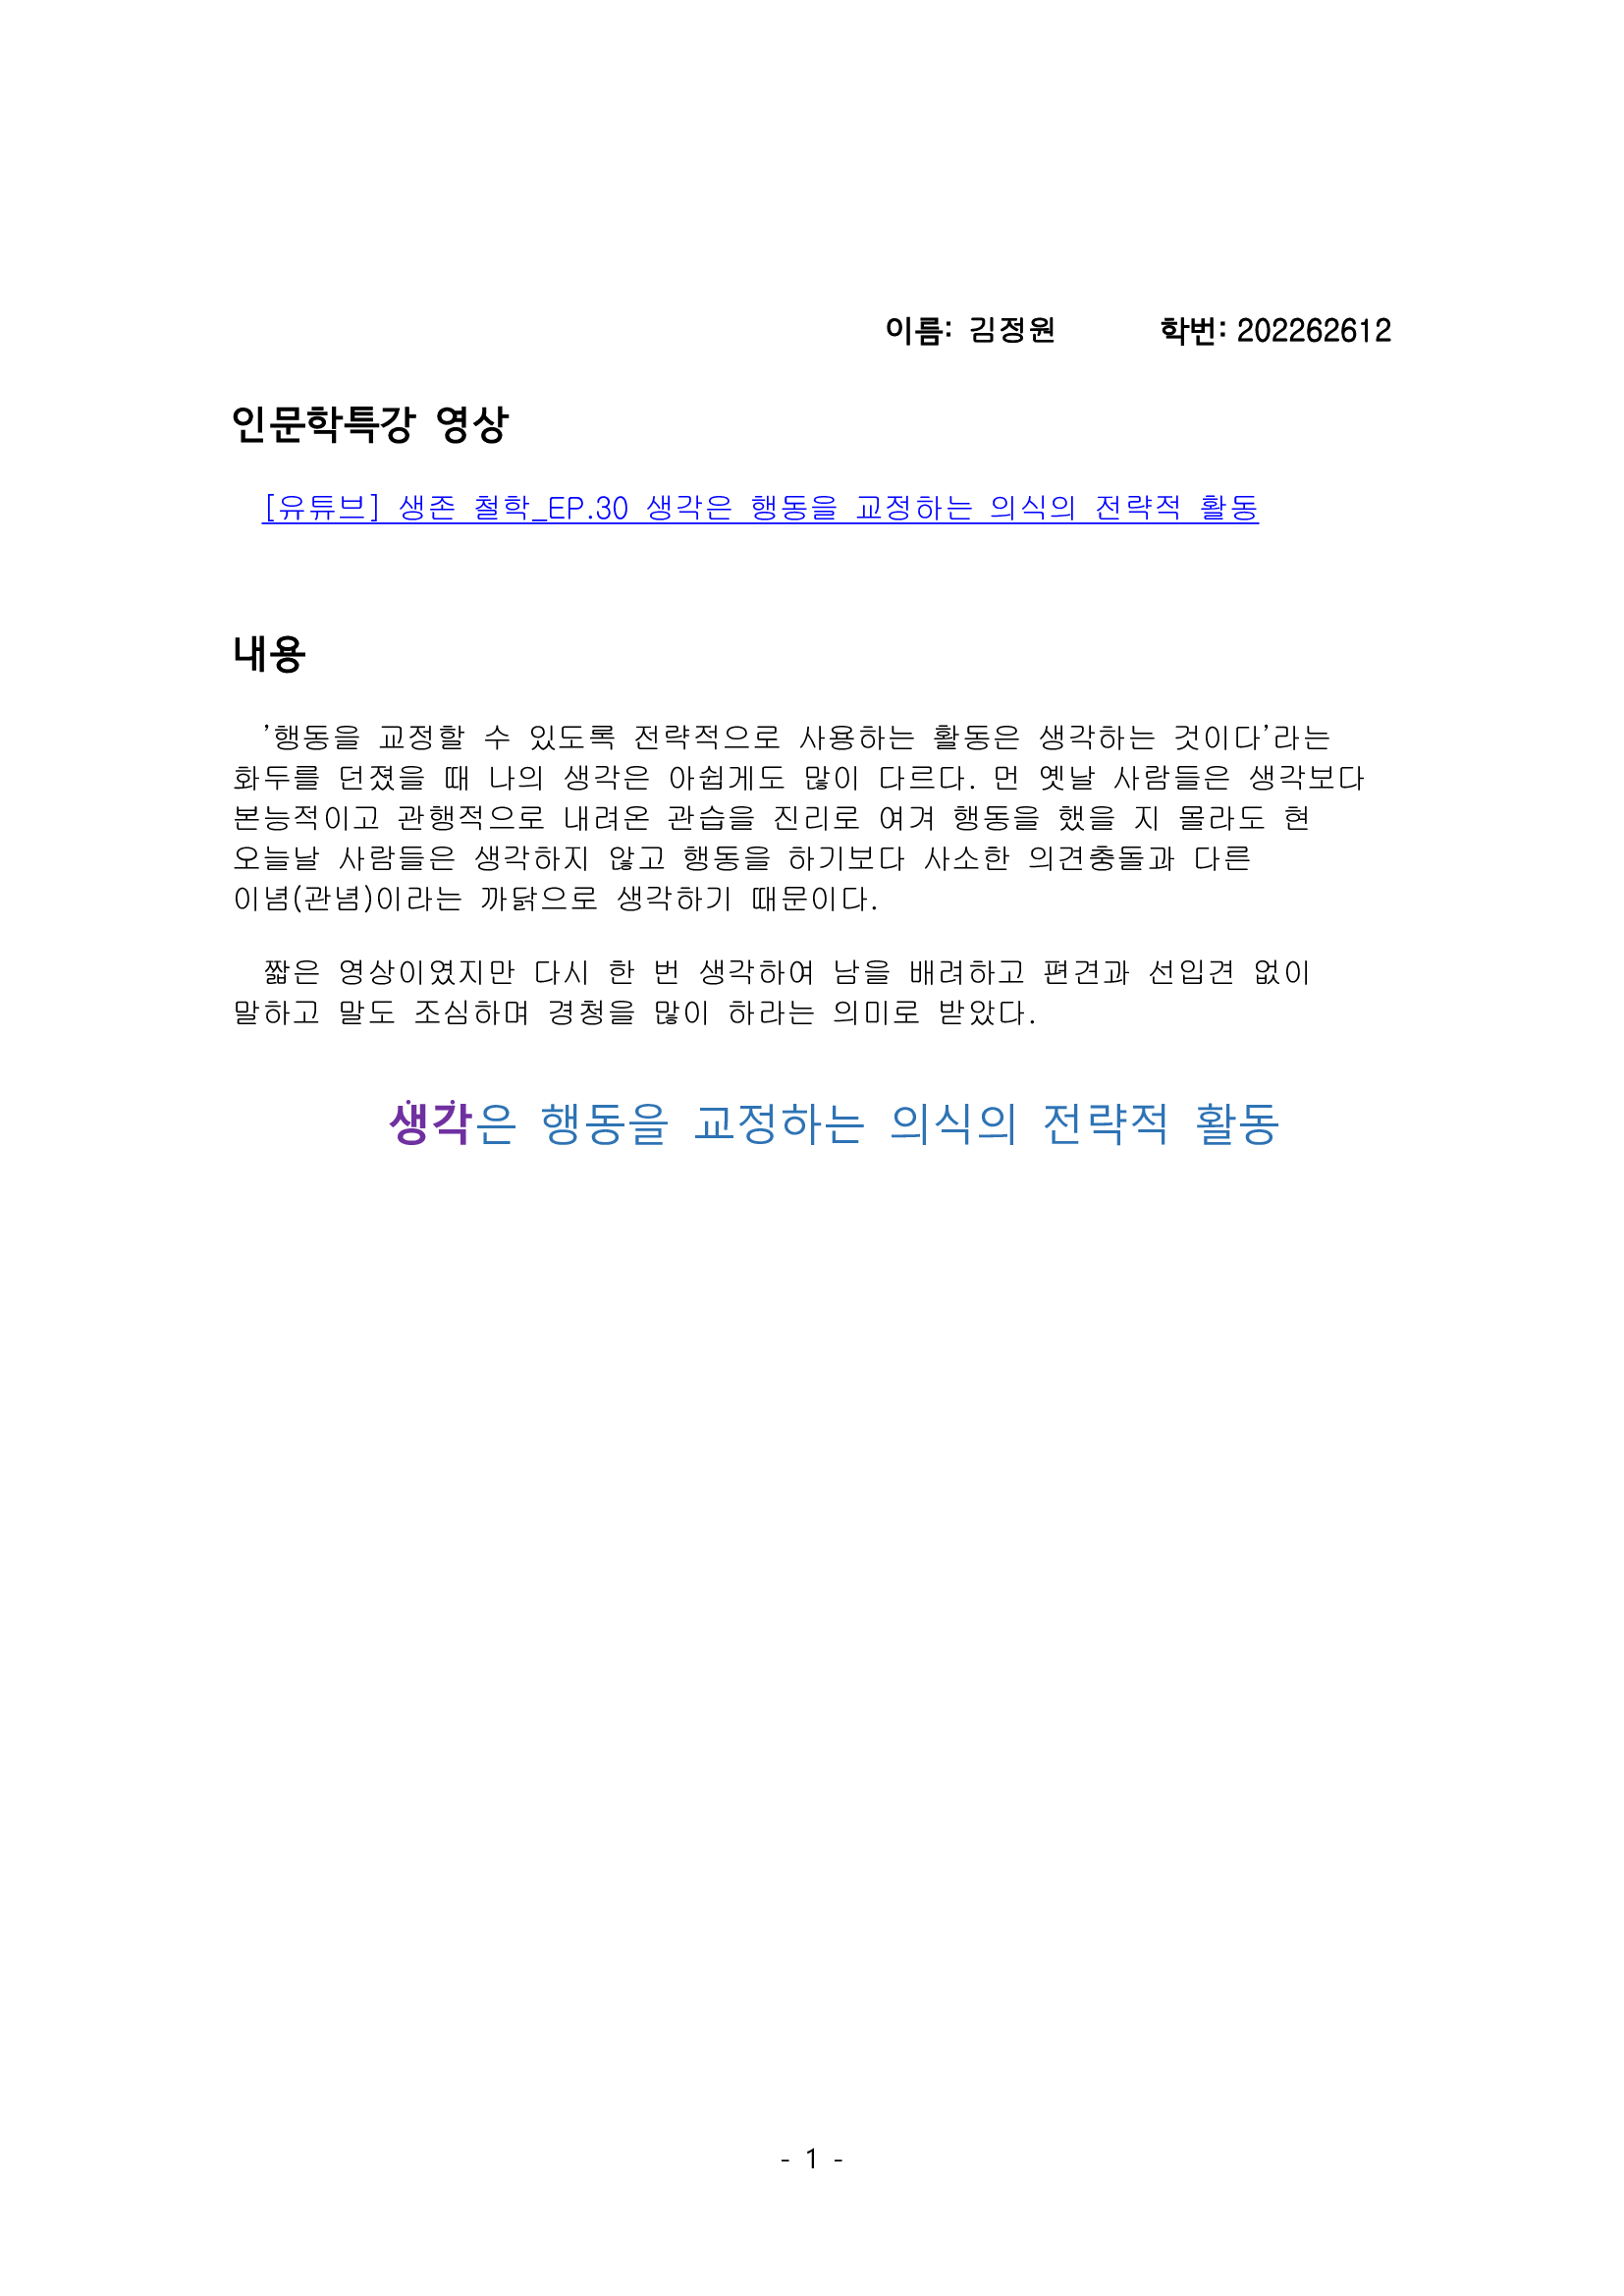 이름: 김정원 학번: 202262612
인문학특강 영상
[유튜브] 생존 철학_EP.30 생각은 행동을 교정하는 의식의 전략적 활동
내용
'행동을 교정할 수 있도록 전략적으로 사용하는 활동은 생각하는 것이다'라는
화두를 던졌을 때 나의 생각은 아쉽게도 많이 다르다. 먼 옛날 사람들은 생각보다
본능적이고 관행적으로 내려온 관습을 진리로 여겨 행동을 했을 지 몰라도 현
오늘날 사람들은 생각하지 않고 행동을 하기보다 사소한 의견충돌과 다른
이념(관념)이라는 까닭으로 생각하기 때문이다.
짧은 영상이였지만 다시 한 번 생각하여 남을 배려하고 편견과 선입견 없이
말하고 말도 조심하며 경청을 많이 하라는 의미로 받았다.
생각은 행동을 교정하는 의식의 전략적 활동
- 1 -